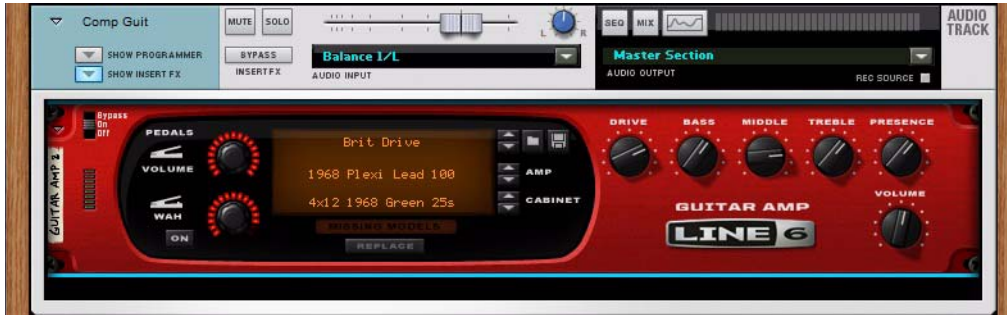 Comp Guit
MUTE SOLO
L R
SEQ MIX
AUDIO TRACK
SHOW PROGRAMMER
SHOW INSERT FX
BYPASS
INSERT FX
Balance 1/L
AUDIO INPUT
Master Section
AUDIO OUTPUT
REC SOURCE
Bypass
On
Off
GUITAR AMP 2
PEDALS
VOLUME
WAH
ON
Brit Drive
1968 Plexi Lead 100
4x12 1968 Green 25s
MISSING MODELS
REPLACE
AMP
CABINET
DRIVE BASS MIDDLE TREBLE PRESENCE
VOLUME
GUITAR AMP
LINE 6